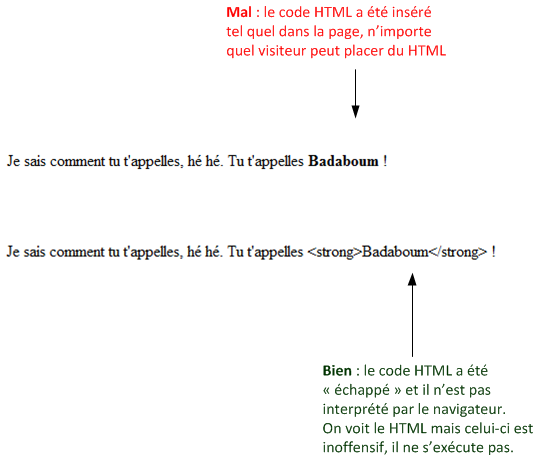 Mal : le code HTML a été inséré
tel quel dans la page, n’importe
quel visiteur peut placer du HTML
Je sais comment tu t'appelles, hé hé. Tu t'appelles Badaboum !
Je sais comment tu t'appelles, hé hé. Tu t'appelles <strong>Badaboum</strong> !
Bien : le code HTML a été
« échappé » et il n’est pas
interprété par le navigateur.
On voit le HTML mais celui-ci est
inoffensif, il ne s’exécute pas.